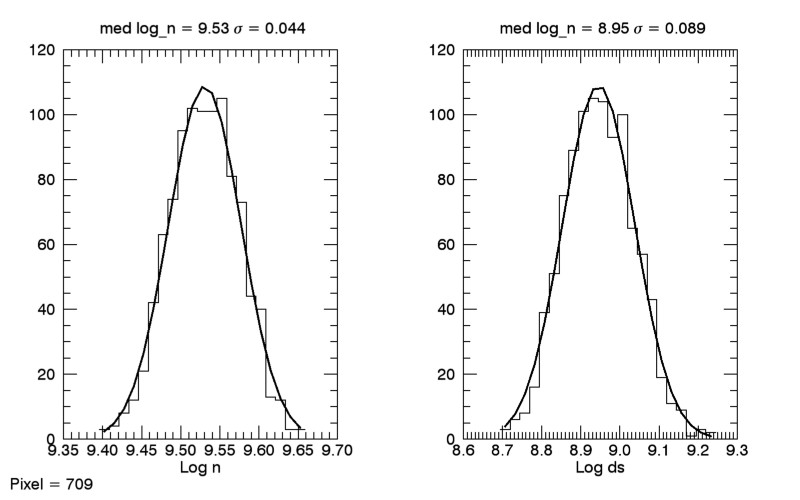 med log_n = 9.53 σ = 0.044
120
100
80
60
40
20
0
9.35 9.40 9.45 9.50 9.55 9.60 9.65 9.70
Log n
med log_n = 8.95 σ = 0.089
120
100
80
60
40
20
0
8.6 8.7 8.8 8.9 9.0 9.1 9.2 9.3
Log ds
Pixel = 709